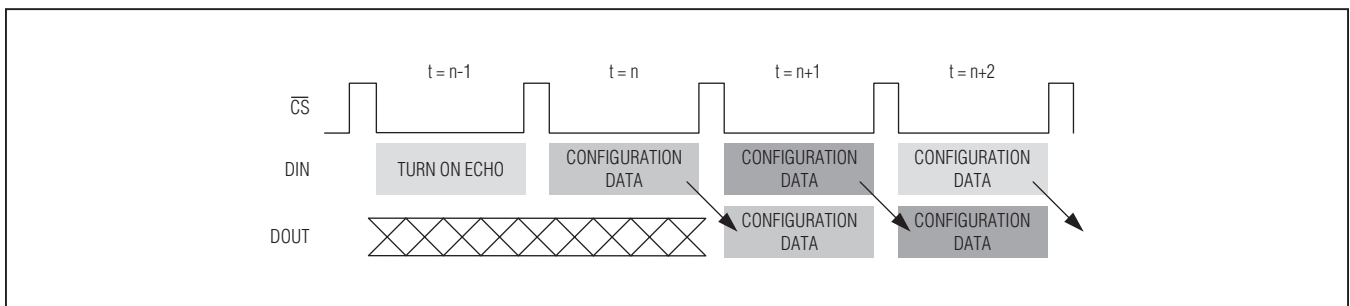 t = n-1
t = n
t = n+1
t = n+2
CS
DIN
TURN ON ECHO
CONFIGURATION
DATA
CONFIGURATION
DATA
CONFIGURATION
DATA
DOUT
CONFIGURATION
DATA
CONFIGURATION
DATA